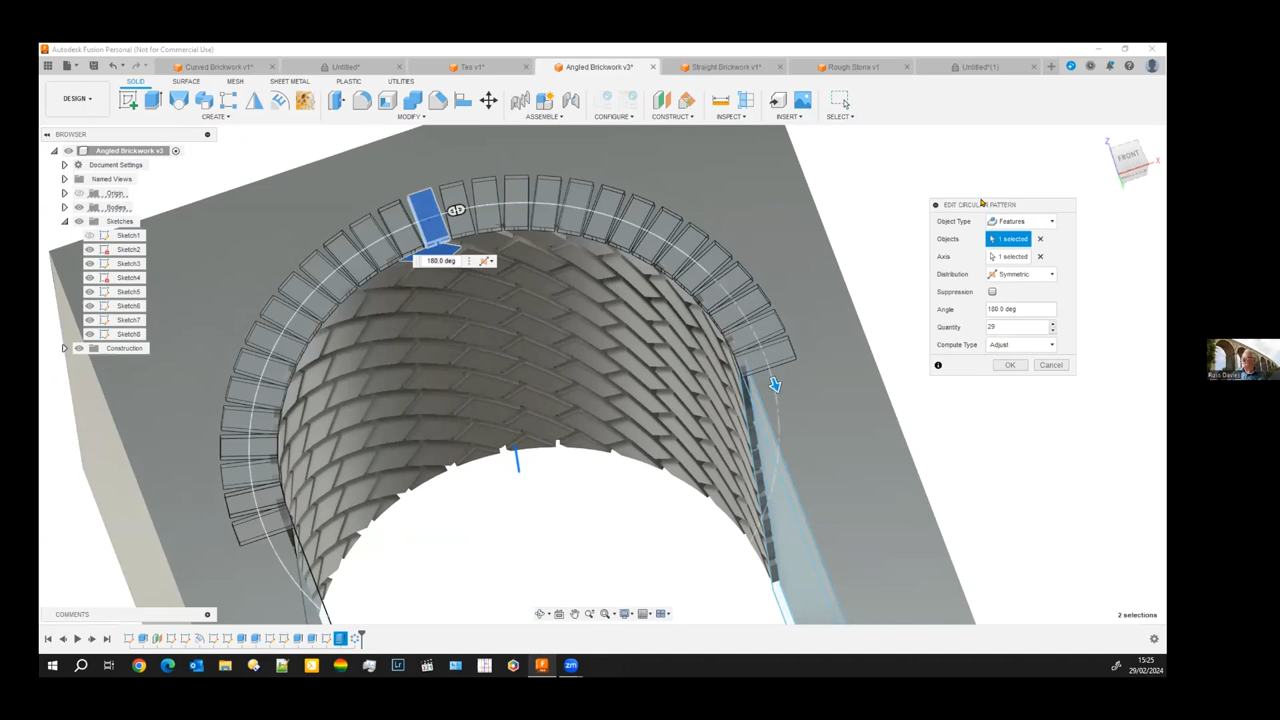 Autodesk Fusion Personal (Not for Commercial Use)
Curved Brickwork v1*
Untitled*
Tes v1*
Angled Brickwork v3*
Straight Brickwork v1*
Rough Stona v1
Untitled*(1)
SOLID
SURFACE
MESH
SHEET METAL
PLASTIC
UTILITIES
DESIGN
CREATE
MODIFY
ASSEMBLE
CONFIGURE
CONSTRUCT
INSPECT
INSERT
SELECT
BROWSER
Angled Brickwork v3
Document Settings
Named Views
Origin
Bodies
Sketches
Sketch1
Sketch2
Sketch3
Sketch4
Sketch5
Sketch6
Sketch7
Sketch8
Construction
180.0 deg
Z
FRONT
X
EDIT CIRCULAR PATTERN
Object Type
Features
Objects
1 selected
Axis
1 selected
Distribution
Symmetric
Suppression
Angle
180.0 deg
Quantity
29
Compute Type
Adjust
OK
Cancel
Davies
COMMENTS
2 selections
15:25
29/02/2024